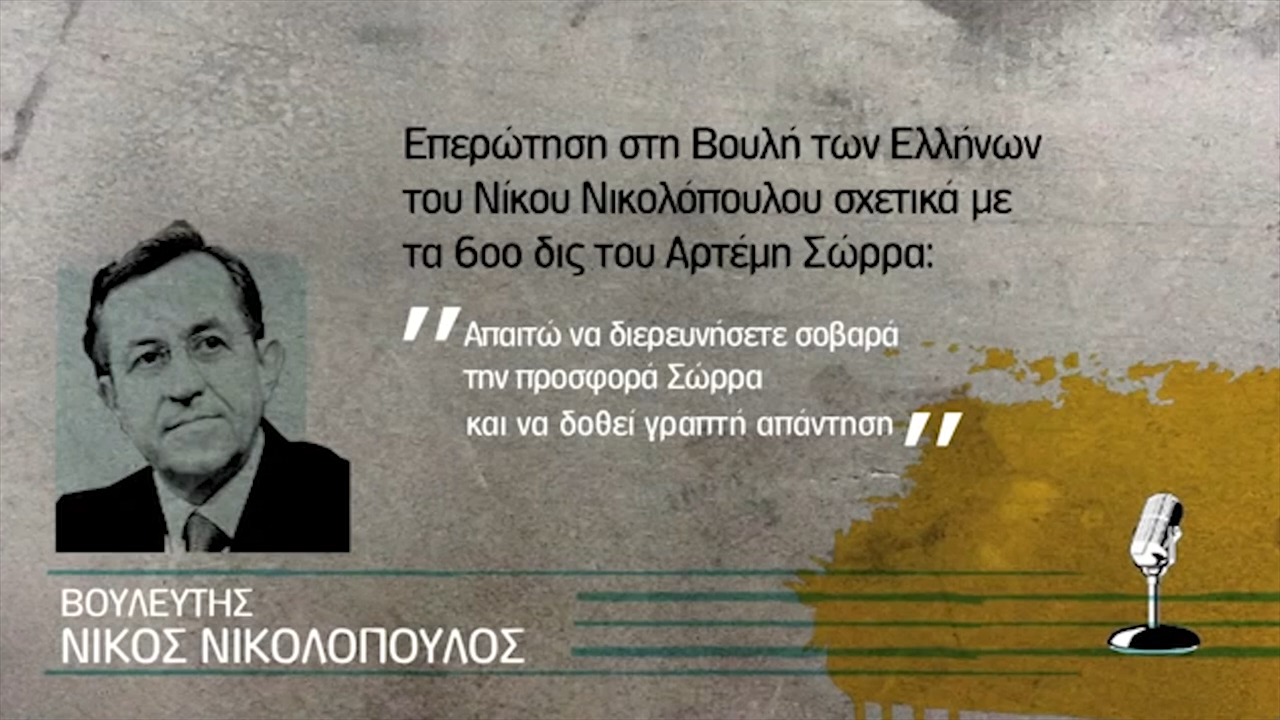 Επερώτηση στη Βουλή των Ελλήνων
του Νίκου Νικολόπουλου σχετικά με
τα 600 δις του Αρτέμη Σώρρα:
"Απαιτώ να διερευνήσετε σοβαρά
την προσφορά Σώρρα
και να δοθεί γραπτή απάντηση"
ΒΟΥΛΕΥΤΗΣ
ΝΙΚΟΣ ΝΙΚΟΛΟΠΟΥΛΟΣ